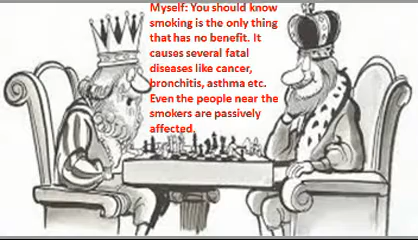 Myself: You should know
smoking is the only thing
that has no benefit. It
causes several fatal
diseases like cancer,
bronchitis, asthma etc.
Even the people near the
smokers are passively
affected.